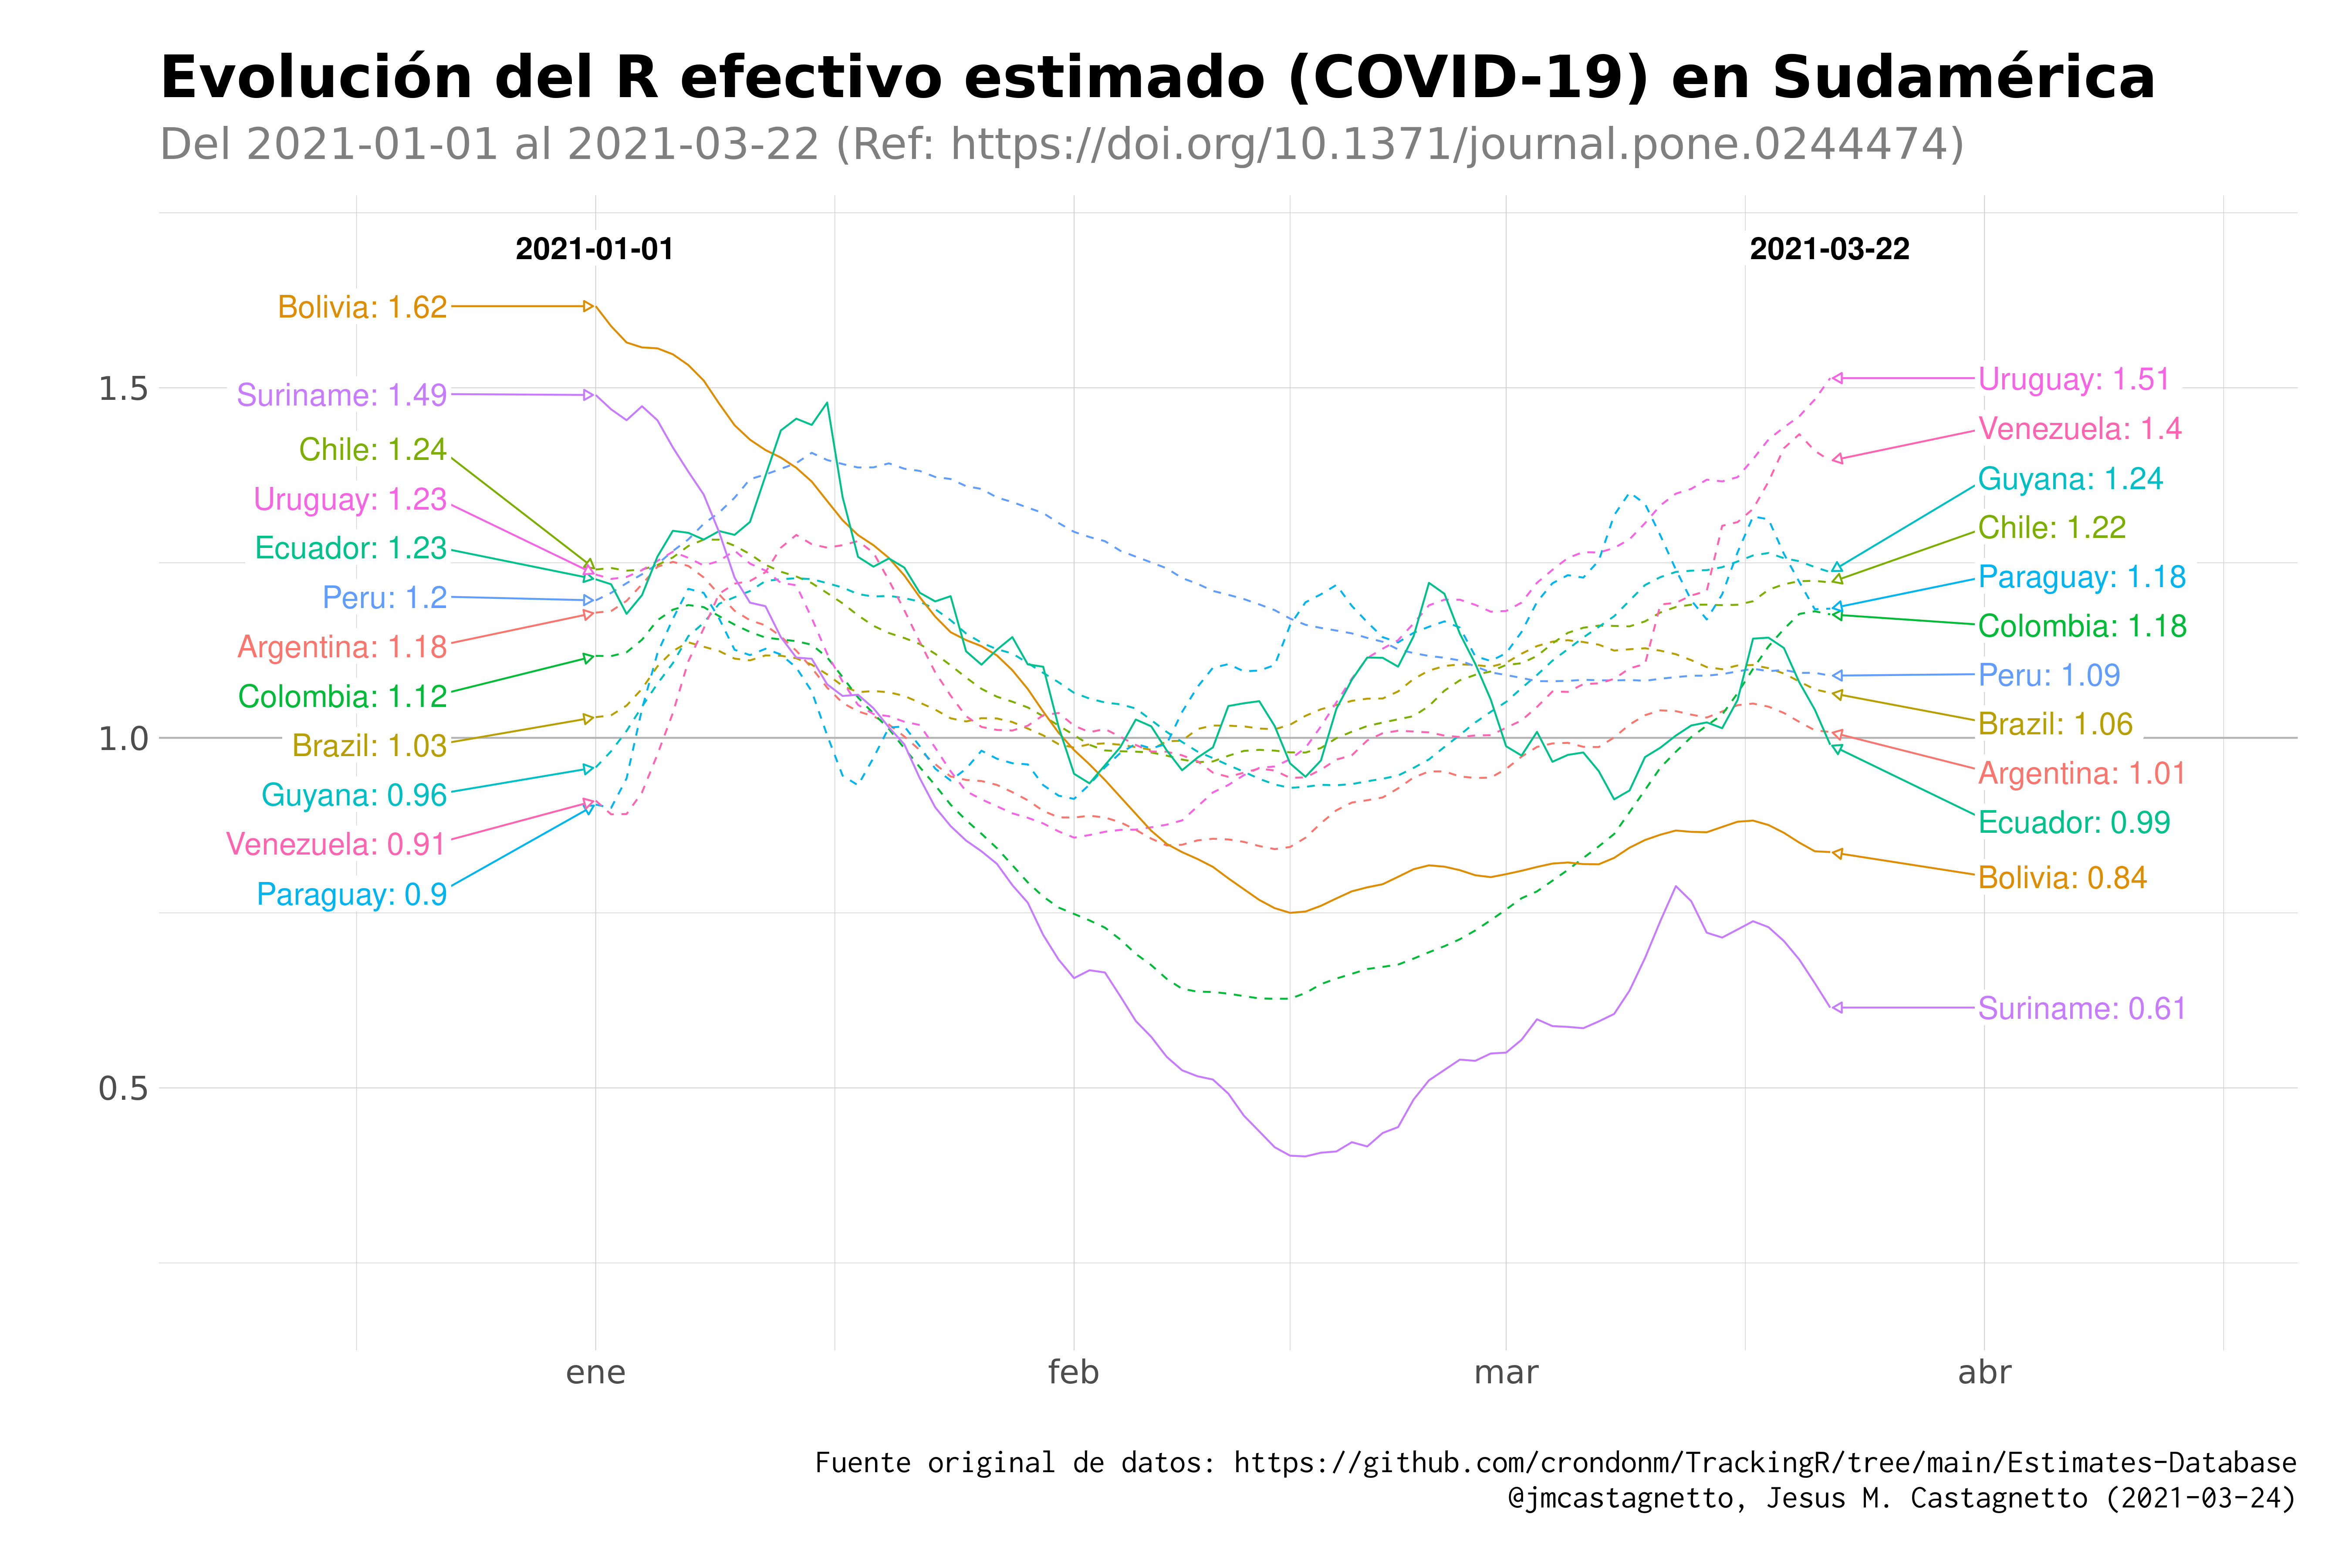 Evolución del R efectivo estimado (COVID-19) en Sudamérica
Del 2021-01-01 al 2021-03-22 (Ref: https://doi.org/10.1371/journal.pone.0244474)
2021-01-01
2021-03-22
Bolivia: 1.62
Suriname: 1.49
Chile: 1.24
Uruguay: 1.23
Ecuador: 1.23
Peru: 1.2
Argentina: 1.18
Colombia: 1.12
Brazil: 1.03
Guyana: 0.96
Venezuela: 0.91
Paraguay: 0.9
Uruguay: 1.51
Venezuela: 1.4
Guyana: 1.24
Chile: 1.22
Paraguay: 1.18
Colombia: 1.18
Peru: 1.09
Brazil: 1.06
Argentina: 1.01
Ecuador: 0.99
Bolivia: 0.84
Suriname: 0.61
1.5
1.0
0.5
ene
feb
mar
abr
Fuente original de datos: https://github.com/crondonm/TrackingR/tree/main/Estimates-Database
@jmcastagnetto, Jesus M. Castagnetto (2021-03-24)